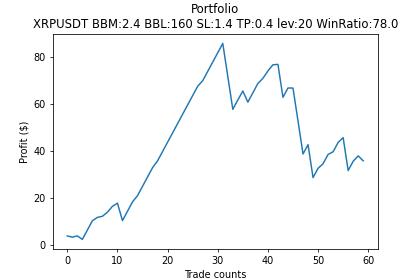 Portfolio
XRPUSDT BBM:2.4 BBL:160 SL:1.4 TP:0.4 lev:20 WinRatio:78.0
80
60
40
20
0
Profit ($)
0 10 20 30 40 50 60
Trade counts